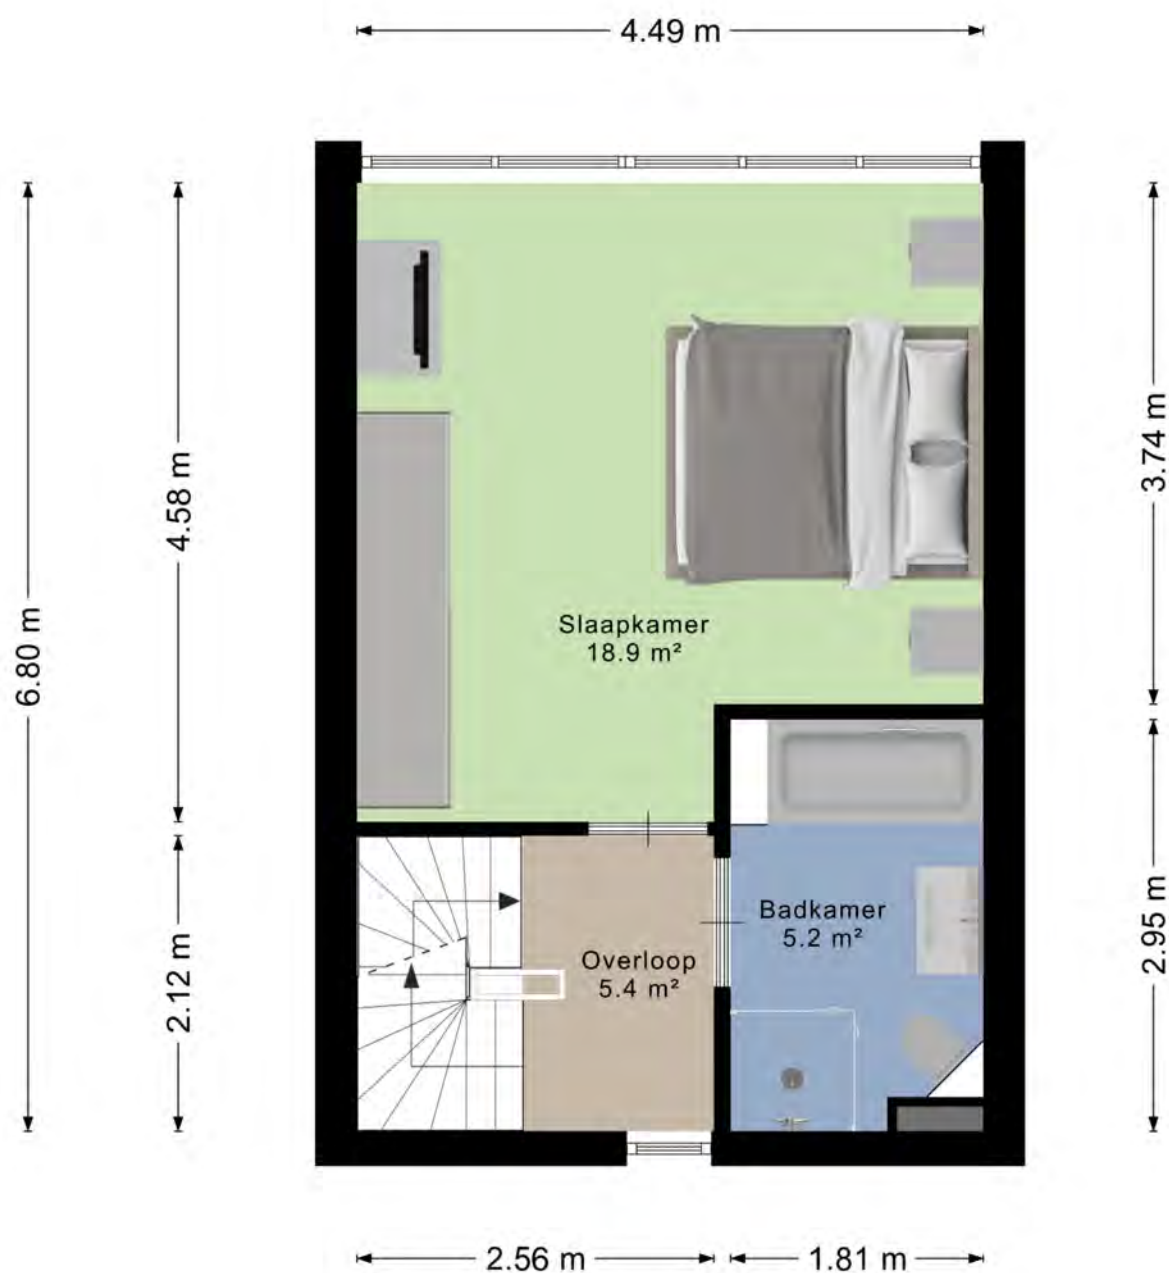 4.49 m
6.80 m
4.58 m
3.74 m
Slaapkamer
18.9 m²
Badkamer
5.2 m²
Overloop
5.4 m²
2.12 m
2.95 m
2.56 m
1.81 m